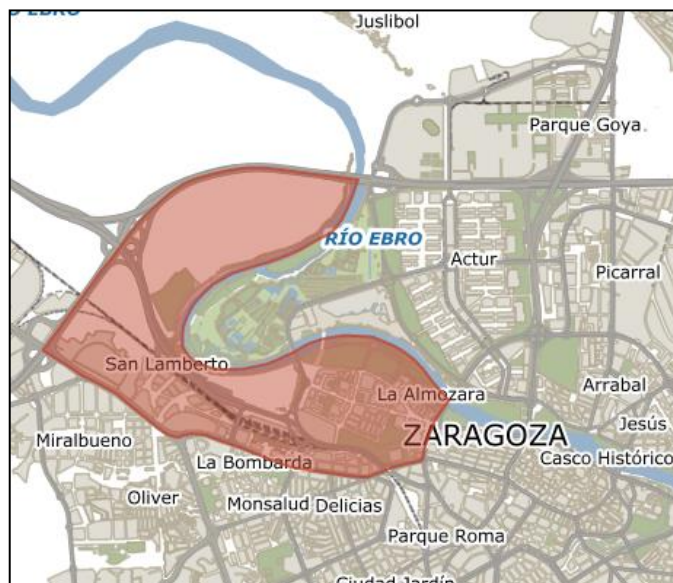 O EBRO
Juslibol
Parque Goya
RÍO EBRO
Actur
Picarral
San Lamberto
La Almozara
Arrabal
Jesús
Miralbueno
ZARAGOZA
La Bombarda
Casco Histórico
Oliver
Monsalud
Delicias
Parque Roma
Ciudad Jardín